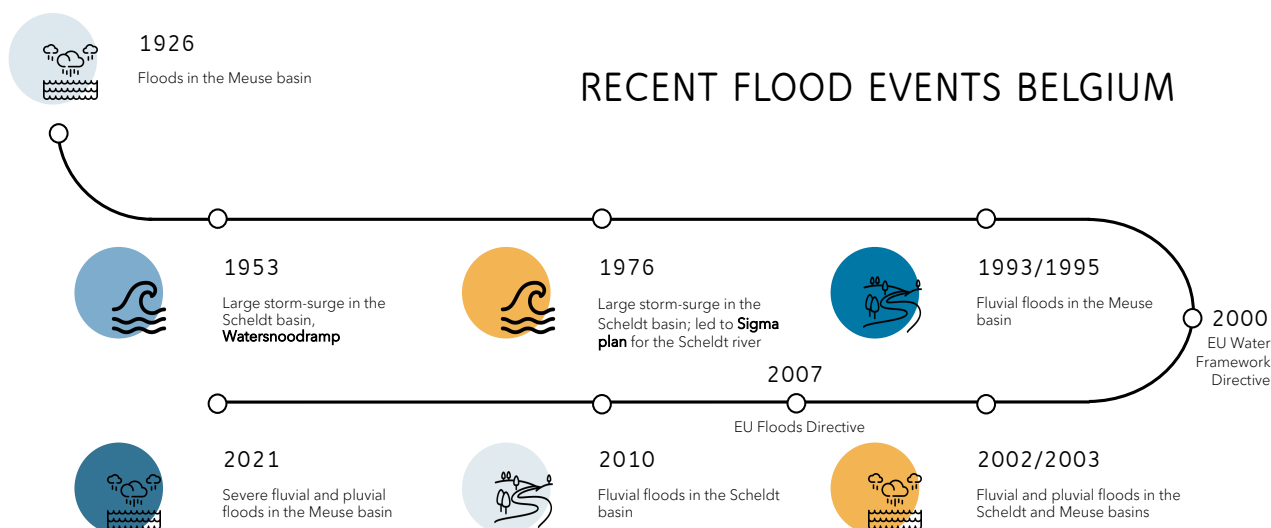 1926
Floods in the Meuse basin
RECENT FLOOD EVENTS BELGIUM
1953
Large storm-surge in the
Scheldt basin,
Watersnoodramp
1976
Large storm-surge in the
Scheldt basin; led to Sigma
plan for the Scheldt river
1993/1995
Fluvial floods in the Meuse
basin
2000
EU Water
Framework
Directive
2007
EU Floods Directive
2002/2003
Fluvial and pluvial floods in the
Scheldt and Meuse basins
2010
Fluvial floods in the Scheldt
basin
2021
Severe fluvial and pluvial
floods in the Meuse basin